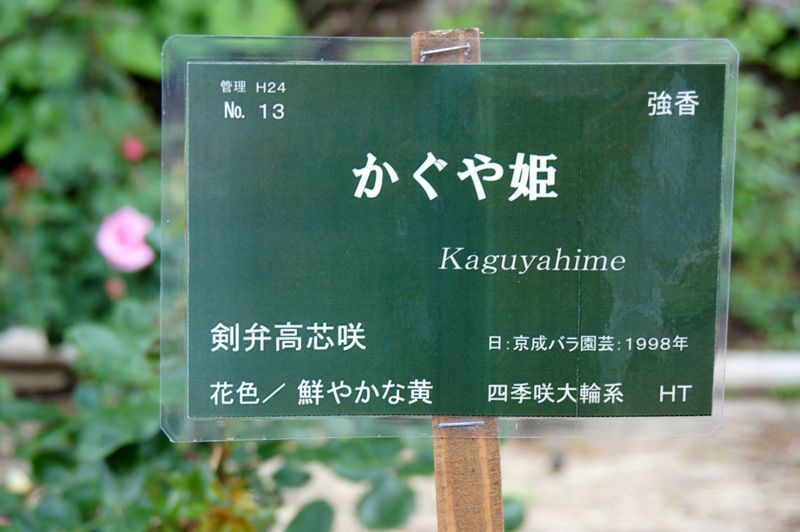 管理 H24
№ 13
強香
かぐや姫
Kaguyahime
剣弁高芯咲
日:京成バラ園芸:1998年
花色／ 鮮やかな黄
四季咲大輪系 HT